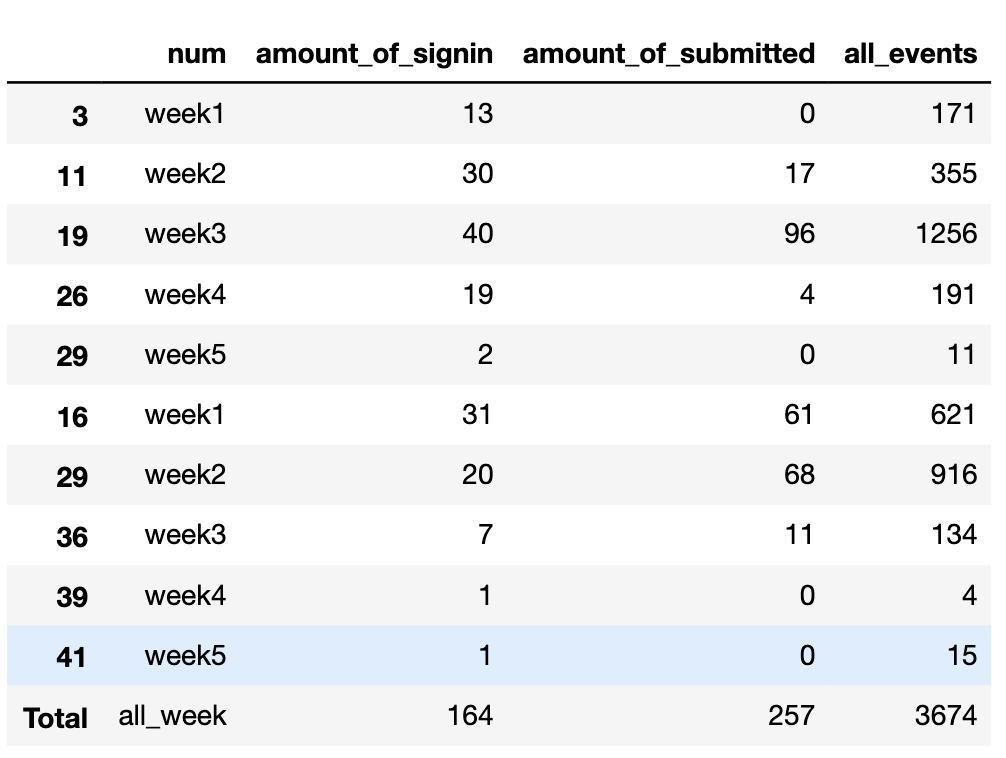 num amount_of_signin amount_of_submitted all_events
3 week1 13 0 171
11 week2 30 17 355
19 week3 40 96 1256
26 week4 19 4 191
29 week5 2 0 11
16 week1 31 61 621
29 week2 20 68 916
36 week3 7 11 134
39 week4 1 0 4
41 week5 1 0 15
Total all_week 164 257 3674